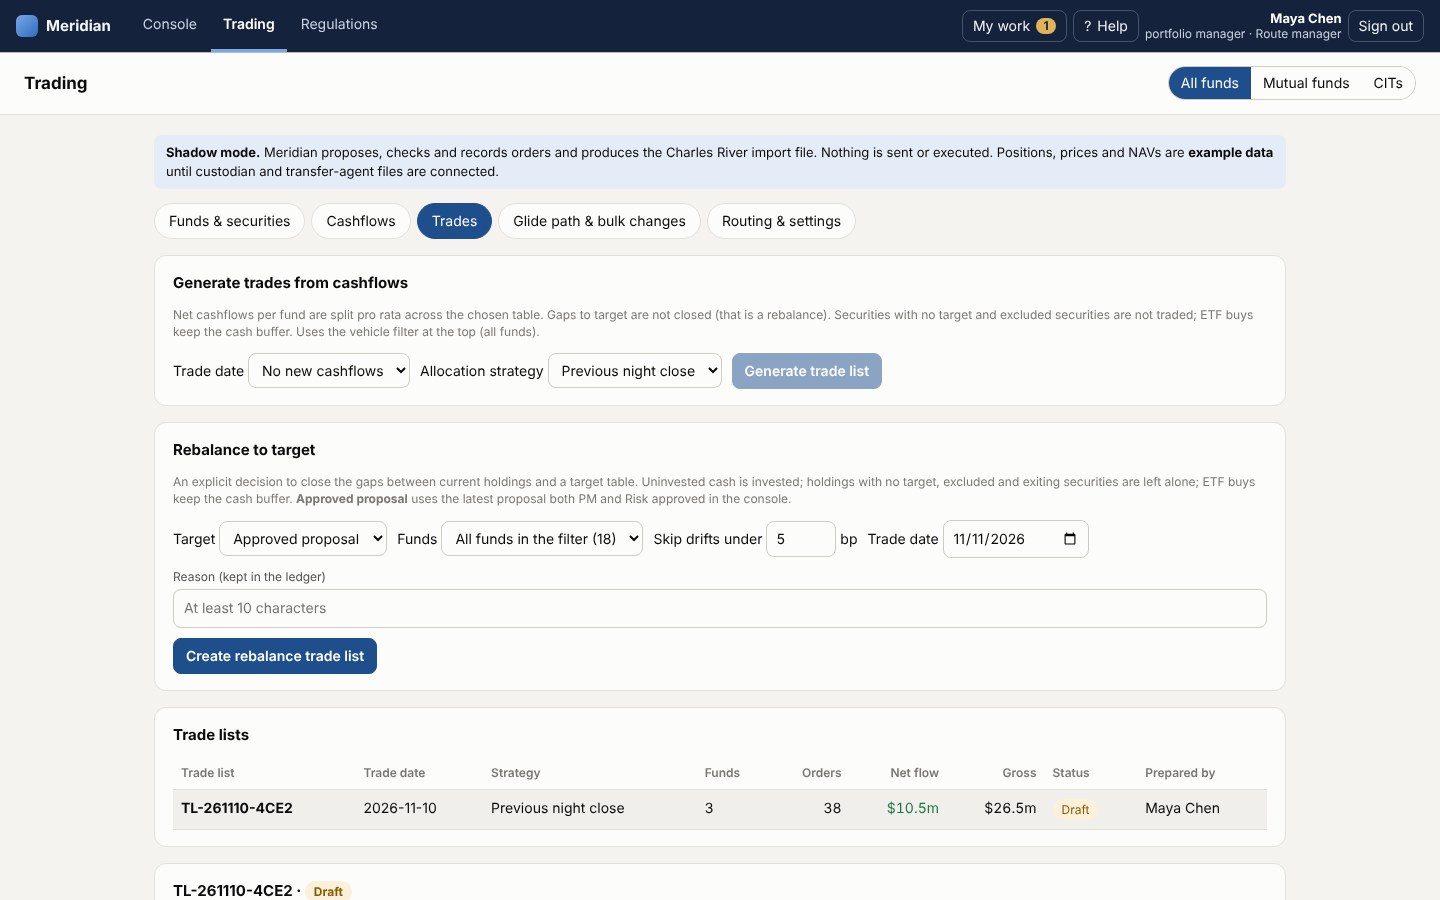 Meridian
Console
Trading
Regulations
My work 1
? Help
Maya Chen
portfolio manager · Route manager
Sign out
Trading
All funds
Mutual funds
CITs
Shadow mode. Meridian proposes, checks and records orders and produces the Charles River import file. Nothing is sent or executed. Positions, prices and NAVs are example data
until custodian and transfer-agent files are connected.
Funds & securities
Cashflows
Trades
Glide path & bulk changes
Routing & settings
Generate trades from cashflows
Net cashflows per fund are split pro rata across the chosen table. Gaps to target are not closed (that is a rebalance). Securities with no target and excluded securities are not traded; ETF buys
keep the cash buffer. Uses the vehicle filter at the top (all funds).
Trade date No new cashflows Allocation strategy Previous night close Generate trade list
Rebalance to target
An explicit decision to close the gaps between current holdings and a target table. Uninvested cash is invested; holdings with no target, excluded and exiting securities are left alone; ETF buys
keep the cash buffer. Approved proposal uses the latest proposal both PM and Risk approved in the console.
Target Approved proposal Funds All funds in the filter (18) Skip drifts under 5 bp Trade date 11/11/2026
Reason (kept in the ledger)
At least 10 characters
Create rebalance trade list
Trade lists
Trade list Trade date Strategy Funds Orders Net flow Gross Status Prepared by
TL-261110-4CE2 2026-11-10 Previous night close 3 38 $10.5m $26.5m Draft Maya Chen
TL-261110-4CE2 · Draft